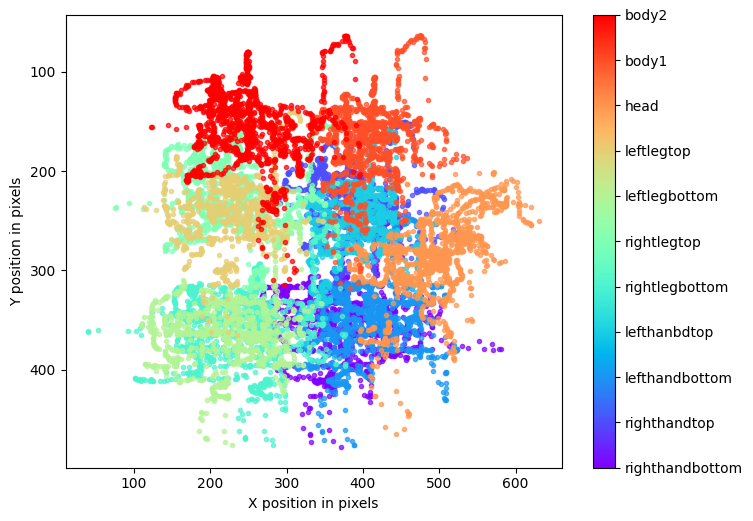 100
200
300
400
Y position in pixels
100
200
300
400
500
600
X position in pixels
body2
body1
head
leftlegtop
leftlegbottom
rightlegtop
rightlegbottom
lefthanbdtop
lefthandbottom
righthandtop
righthandbottom